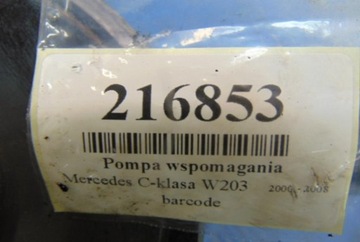 216853
Pompa wspomagania
Mercedes C-klasa W203 2000 - 2008
barcode